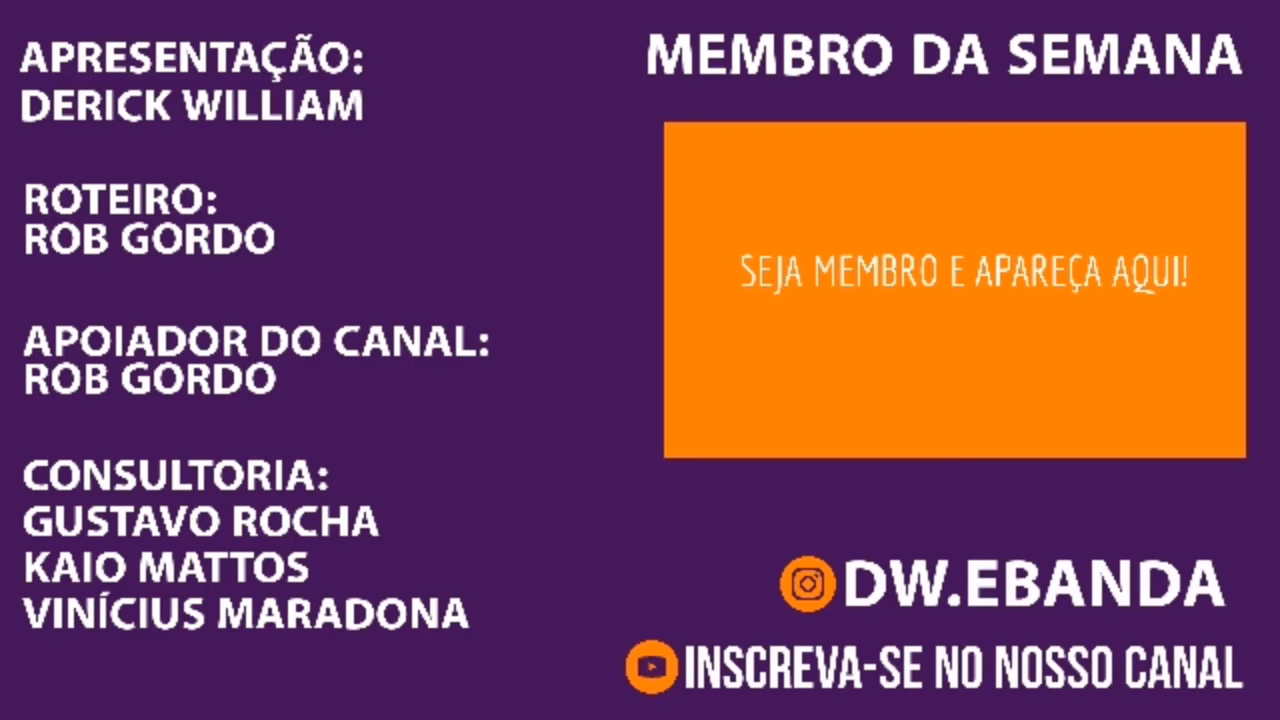 APRESENTAÇÃO:
DERICK WILLIAM
ROTEIRO:
ROB GORDO
APOIADOR DO CANAL:
ROB GORDO
CONSULTORIA:
GUSTAVO ROCHA
KAIO MATTOS
VINÍCIUS MARADONA
MEMBRO DA SEMANA
SEJA MEMBRO E APAREÇA AQUI!
DW.EBANDA
INSCREVA-SE NO NOSSO CANAL